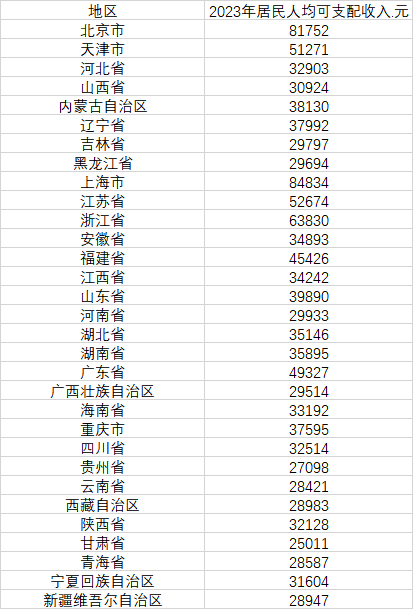 地区 2023年居民人均可支配收入.元
北京市 81752
天津市 51271
河北省 32903
山西省 30924
内蒙古自治区 38130
辽宁省 37992
吉林省 29797
黑龙江省 29694
上海市 84834
江苏省 52674
浙江省 63830
安徽省 34893
福建省 45426
江西省 34242
山东省 39890
河南省 29933
湖北省 35146
湖南省 35895
广东省 49327
广西壮族自治区 29514
海南省 33192
重庆市 37595
四川省 32514
贵州省 27098
云南省 28421
西藏自治区 28983
陕西省 32128
甘肃省 25011
青海省 28587
宁夏回族自治区 31604
新疆维吾尔自治区 28947